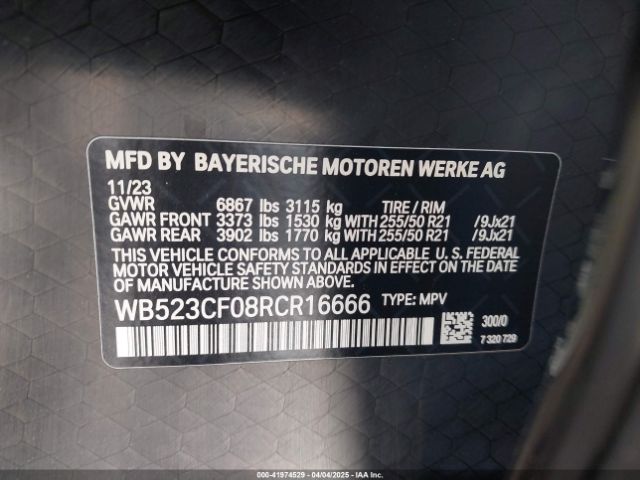 MFD BY BAYERISCHE MOTOREN WERKE AG
11/23
GVWR 6867 lbs 3115 kg TIRE / RIM
GAWR FRONT 3373 lbs 1530 kg WITH 255/50 R21 /9Jx21
GAWR REAR 3902 lbs 1770 kg WITH 255/50 R21 /9Jx21
THIS VEHICLE CONFORMS TO ALL APPLICABLE U. S. FEDERAL
MOTOR VEHICLE SAFETY STANDARDS IN EFFECT ON THE DATE OF
MANUFACTURE SHOWN ABOVE.
WB523CF08RCR16666 TYPE: MPV
300/0
7 320 729
000-41974529 - 04/04/2025 - IAAI.CA